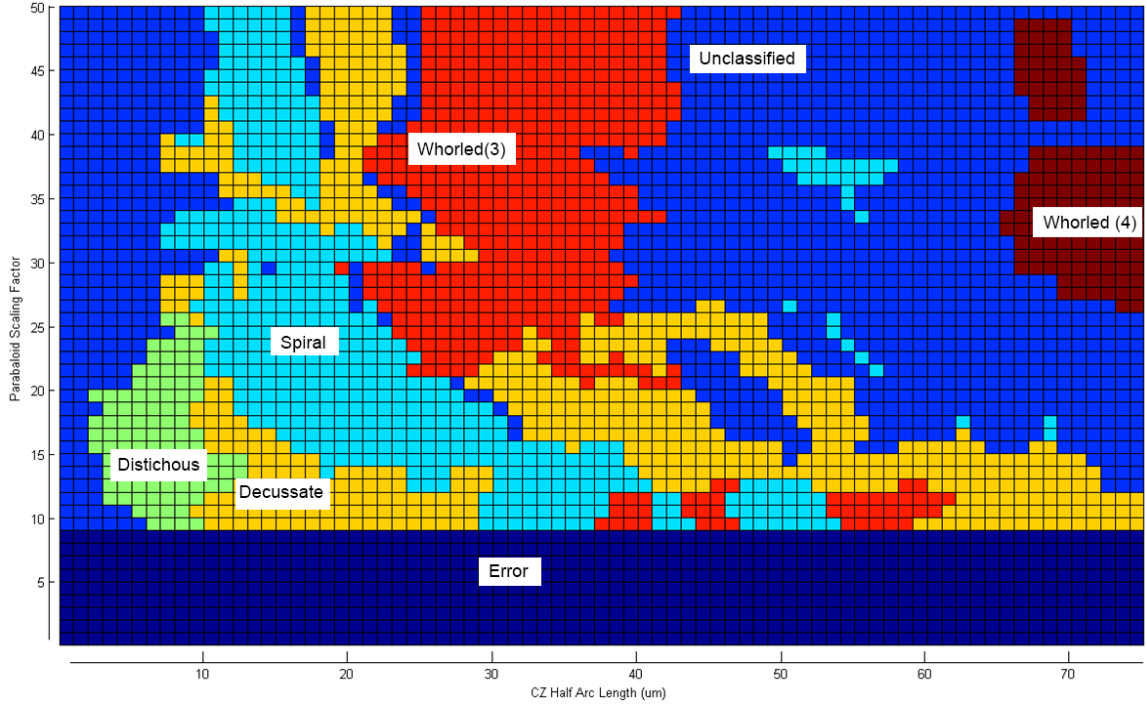 50
45
Unclassified
40
Whorled(3)
35
Whorled (4)
30
Parabaloid Scaling Factor
25
Spiral
20
15
Distichous
Decussate
10
Error
5
10 20 30 40 50 60 70
CZ Half Arc Length (um)